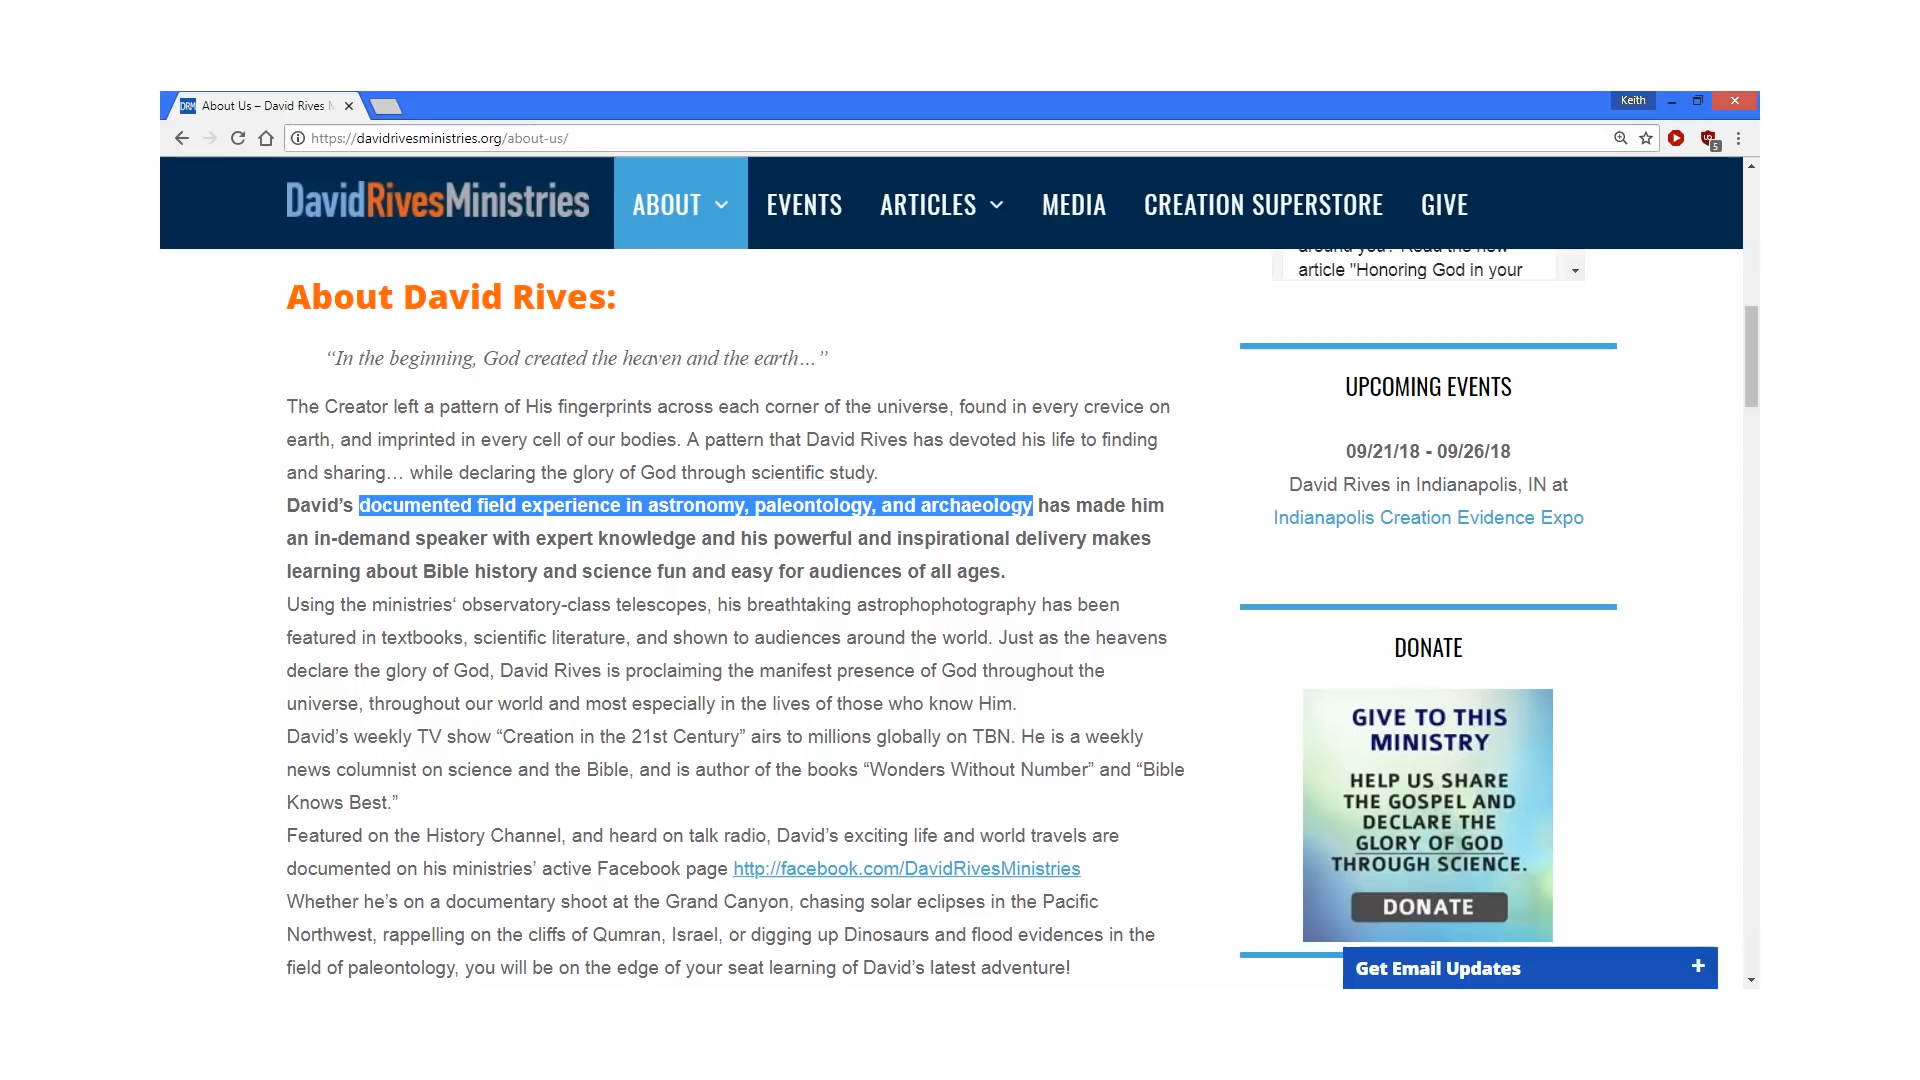 About Us – David Rives M
Keith
https://davidrivesministries.org/about-us/
5
DavidRivesMinistries
ABOUT
EVENTS
ARTICLES
MEDIA
CREATION SUPERSTORE
GIVE
About David Rives:
“In the beginning, God created the heaven and the earth…”
The Creator left a pattern of His fingerprints across each corner of the universe, found in every crevice on
earth, and imprinted in every cell of our bodies. A pattern that David Rives has devoted his life to finding
and sharing… while declaring the glory of God through scientific study.
David’s documented field experience in astronomy, paleontology, and archaeology has made him
an in-demand speaker with expert knowledge and his powerful and inspirational delivery makes
learning about Bible history and science fun and easy for audiences of all ages.
Using the ministries‘ observatory-class telescopes, his breathtaking astrophophotography has been
featured in textbooks, scientific literature, and shown to audiences around the world. Just as the heavens
declare the glory of God, David Rives is proclaiming the manifest presence of God throughout the
universe, throughout our world and most especially in the lives of those who know Him.
David’s weekly TV show “Creation in the 21st Century” airs to millions globally on TBN. He is a weekly
news columnist on science and the Bible, and is author of the books “Wonders Without Number” and “Bible
Knows Best.”
Featured on the History Channel, and heard on talk radio, David’s exciting life and world travels are
documented on his ministries’ active Facebook page http://facebook.com/DavidRivesMinistries
Whether he’s on a documentary shoot at the Grand Canyon, chasing solar eclipses in the Pacific
Northwest, rappelling on the cliffs of Qumran, Israel, or digging up Dinosaurs and flood evidences in the
field of paleontology, you will be on the edge of your seat learning of David’s latest adventure!
around you? Read the new
article "Honoring God in your
UPCOMING EVENTS
09/21/18 - 09/26/18
David Rives in Indianapolis, IN at
Indianapolis Creation Evidence Expo
DONATE
GIVE TO THIS
MINISTRY
HELP US SHARE
THE GOSPEL AND
DECLARE THE
GLORY OF GOD
THROUGH SCIENCE.
DONATE
Get Email Updates